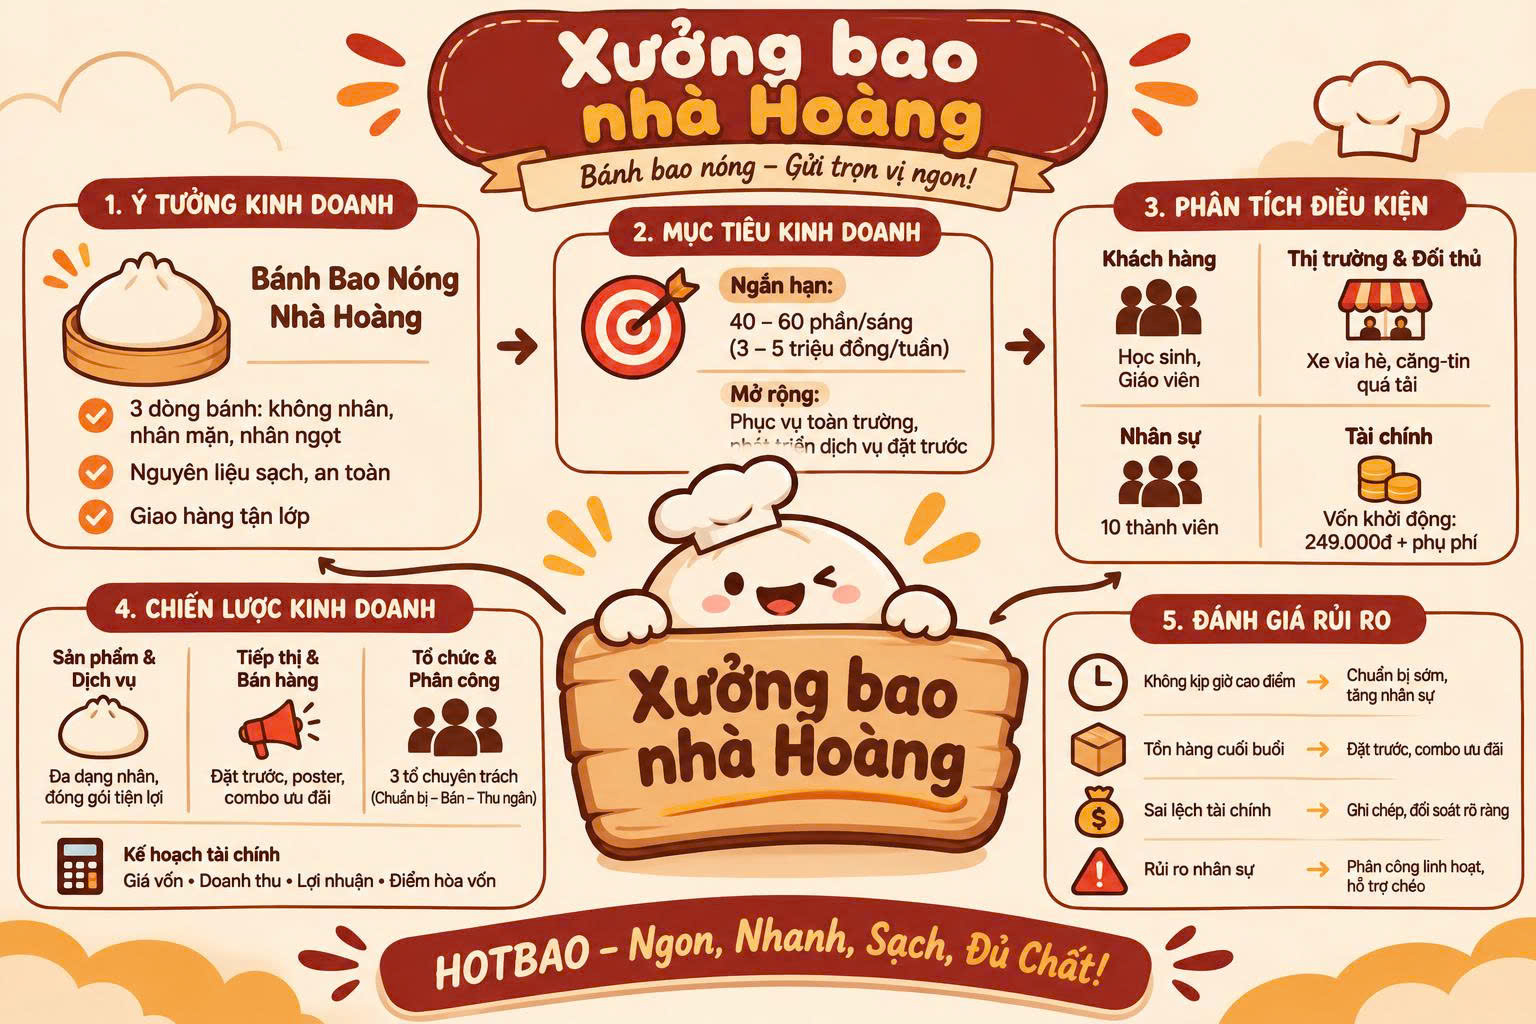 Xưởng bao
nhà Hoàng
Bánh bao nóng – Gửi trọn vị ngon!
1. Ý TƯỞNG KINH DOANH
Bánh Bao Nóng
Nhà Hoàng
3 dòng bánh: không nhân,
nhân mặn, nhân ngọt
Nguyên liệu sạch, an toàn
Giao hàng tận lớp
2. MỤC TIÊU KINH DOANH
Ngắn hạn:
40 – 60 phần/sáng
(3 – 5 triệu đồng/tuần)
Mở rộng:
Phục vụ toàn trường,
phát triển dịch vụ đặt trước
3. PHÂN TÍCH ĐIỀU KIỆN
Khách hàng
Học sinh,
Giáo viên
Thị trường & Đối thủ
Xe vỉa hè, căng-tin
quá tải
Nhân sự
10 thành viên
Tài chính
Vốn khởi động:
249.000đ + phụ phí
4. CHIẾN LƯỢC KINH DOANH
Sản phẩm &
Dịch vụ
Đa dạng nhân,
đóng gói tiện lợi
Tiếp thị &
Bán hàng
Đặt trước, poster,
combo ưu đãi
Tổ chức &
Phân công
3 tổ chuyên trách
(Chuẩn bị – Bán – Thu ngân)
Kế hoạch tài chính
Giá vốn • Doanh thu • Lợi nhuận • Điểm hòa vốn
Xưởng bao
nhà Hoàng
5. ĐÁNH GIÁ RỦI RO
Không kịp giờ cao điểm → Chuẩn bị sớm,
tăng nhân sự
Tồn hàng cuối buổi → Đặt trước, combo ưu đãi
Sai lệch tài chính → Ghi chép, đối soát rõ ràng
Rủi ro nhân sự → Phân công linh hoạt,
hỗ trợ chéo
HOTBAO – Ngon, Nhanh, Sạch, Đủ Chất!